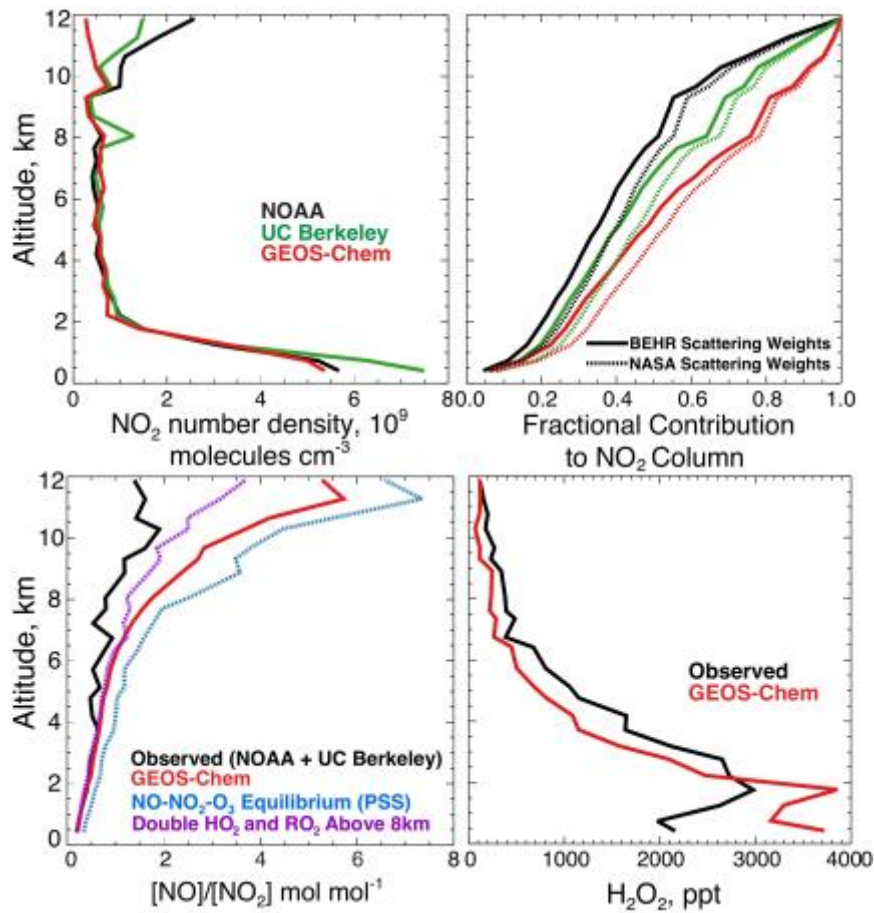 12
10
8
6
4
2
0
Altitude, km
NOAA
UC Berkeley
GEOS-Chem
0 2 4 6 8
NO₂ number density, 10⁹
molecules cm⁻³
BEHR Scattering Weights
NASA Scattering Weights
0.0 0.2 0.4 0.6 0.8 1.0
Fractional Contribution
to NO₂ Column
12
10
8
6
4
2
0
Altitude, km
Observed (NOAA + UC Berkeley)
GEOS-Chem
NO-NO₂-O₃ Equilibrium (PSS)
Double HO₂ and RO₂ Above 8km
0 2 4 6 8
[NO]/[NO₂] mol mol⁻¹
Observed
GEOS-Chem
1000 2000 3000 4000
H₂O₂, ppt